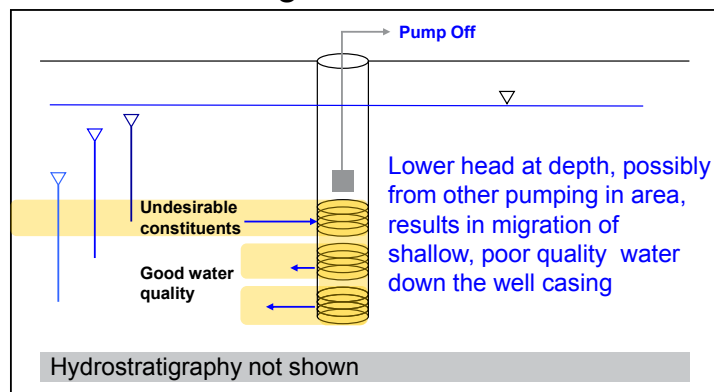 Pump Off
Lower head at depth, possibly
from other pumping in area,
results in migration of
shallow, poor quality  water
down the well casing
Undesirable
constituents
Good water
quality
Hydrostratigraphy not shown